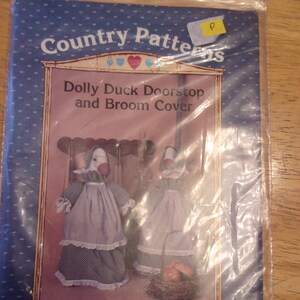 P
Country Patterns
Dolly Duck Doorstop
and Broom Cover